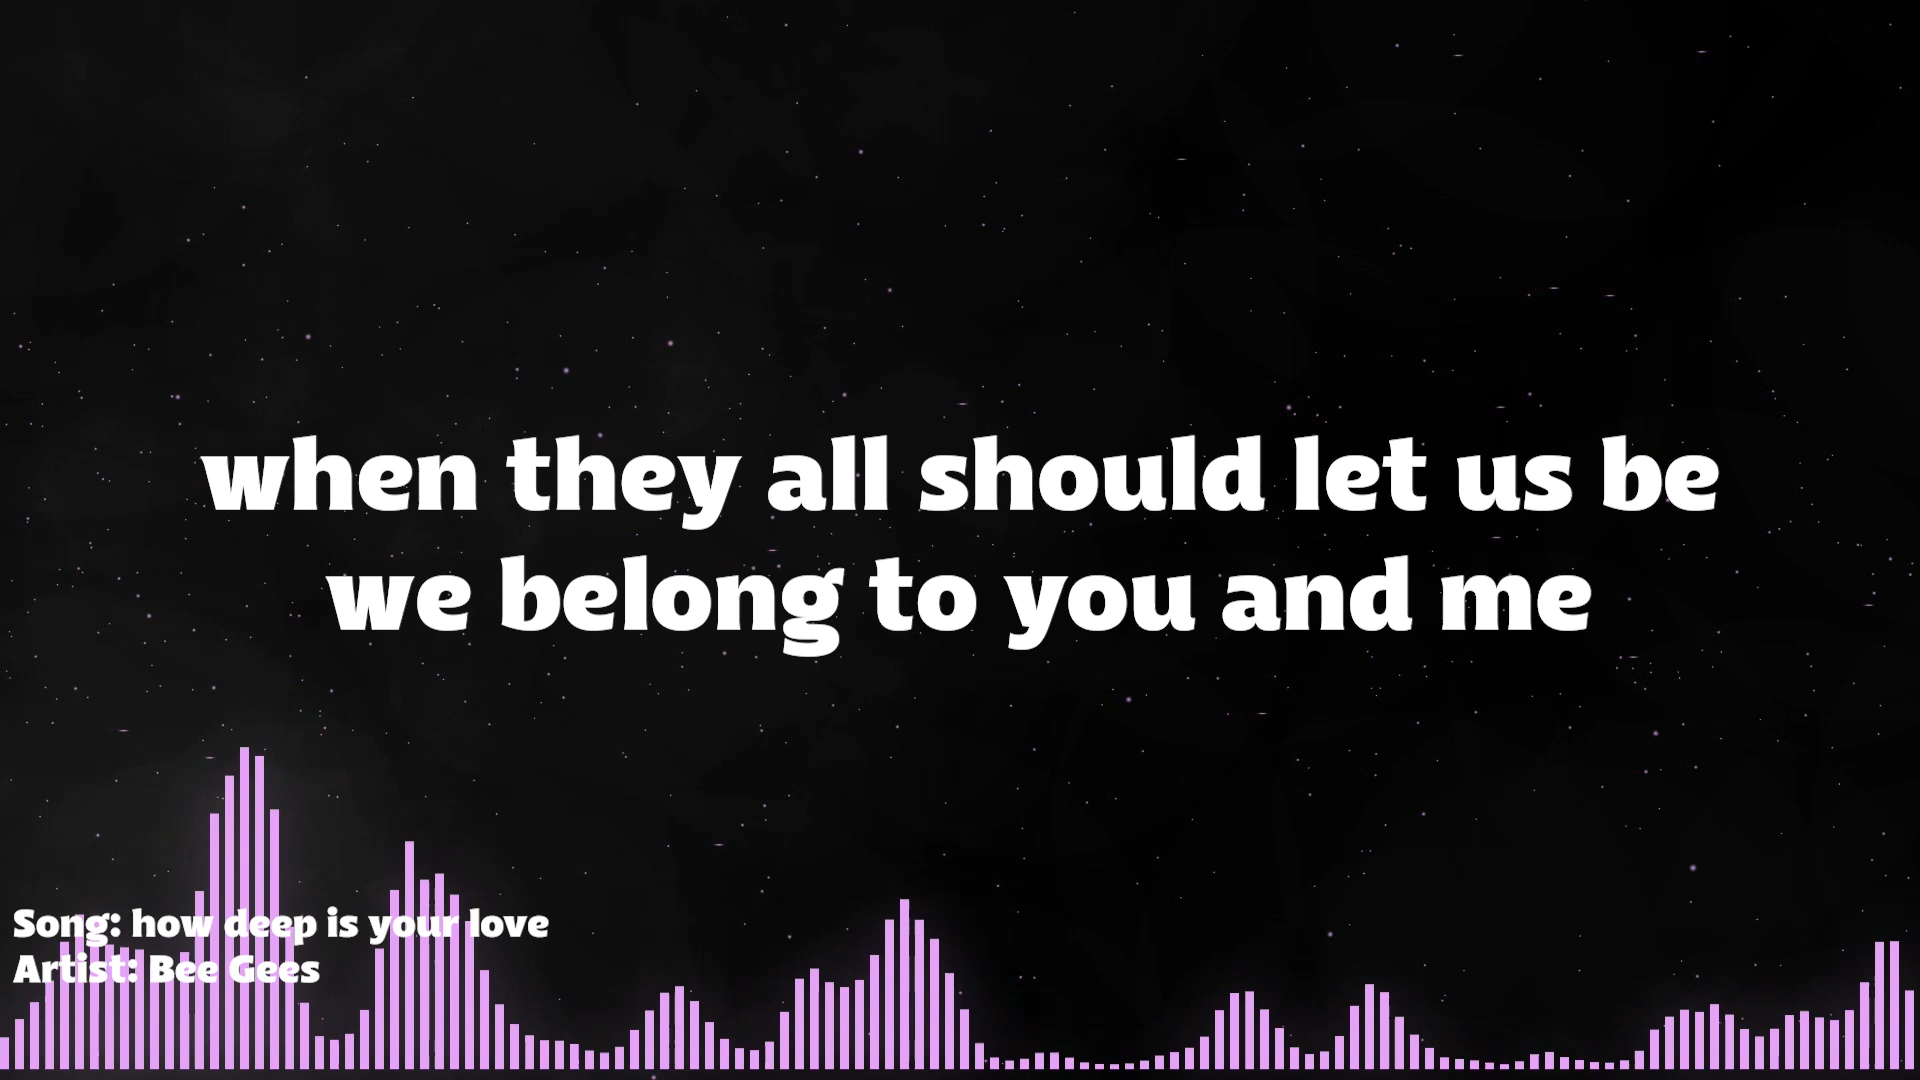 when they all should let us be
we belong to you and me
Song: how deep is your love
Artist: Bee Gees